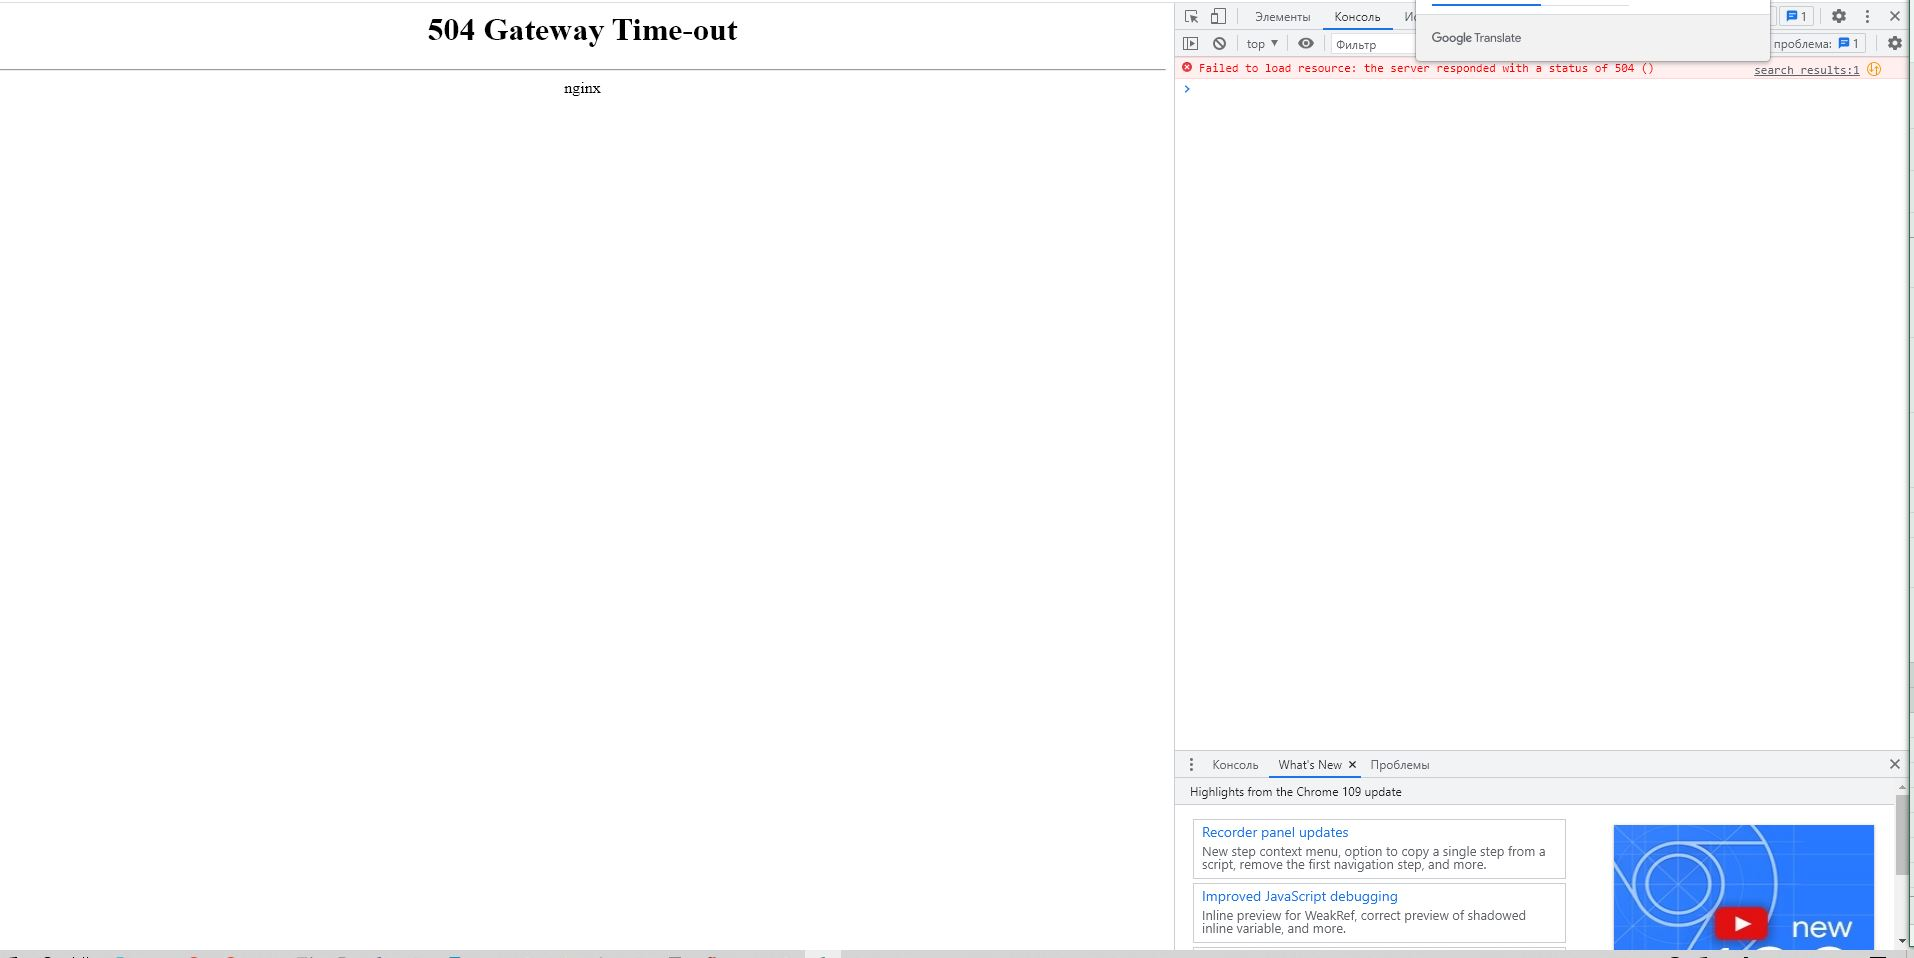 504 Gateway Time-out
nginx
Элементы Консоль
1
Google Translate
top ▼ Фильтр
проблема: 1
Failed to load resource: the server responded with a status of 504 () search results:1
>
Консоль What's New × Проблемы
Highlights from the Chrome 109 update
Recorder panel updates
New step context menu, option to copy a single step from a
script, remove the first navigation step, and more.
Improved JavaScript debugging
Inline preview for WeakRef, correct preview of shadowed
inline variable, and more.
new